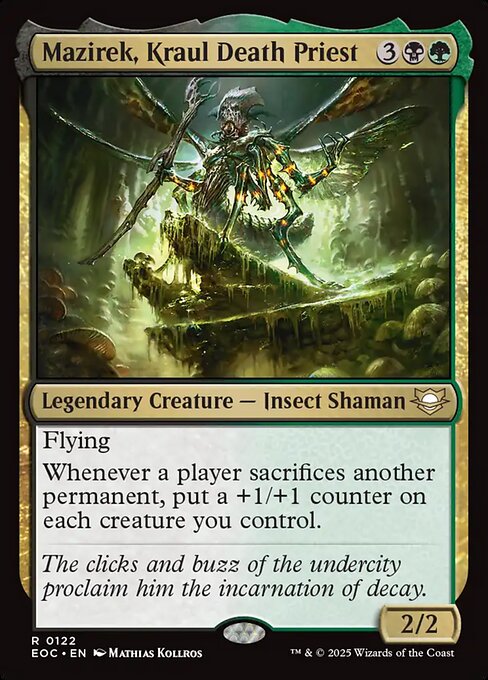 Mazirek, Kraul Death Priest 3
Legendary Creature — Insect Shaman
Flying
Whenever a player sacrifices another
permanent, put a +1/+1 counter on
each creature you control.
The clicks and buzz of the undercity
proclaim him the incarnation of decay.
2/2
R 0122
EOC • EN Mathias Kollros
™ & © 2025 Wizards of the Coast